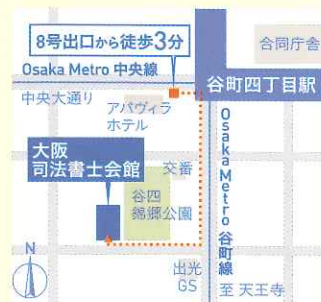 8号出口から徒歩3分
合同庁舎
Osaka Metro 中央線
谷町四丁目駅
中央大通り
アパヴィラ
ホテル
Osaka Metro 谷町線
大阪
司法書士会館
交番
谷四
錦郷公園
N
出光
GS
至 天王寺